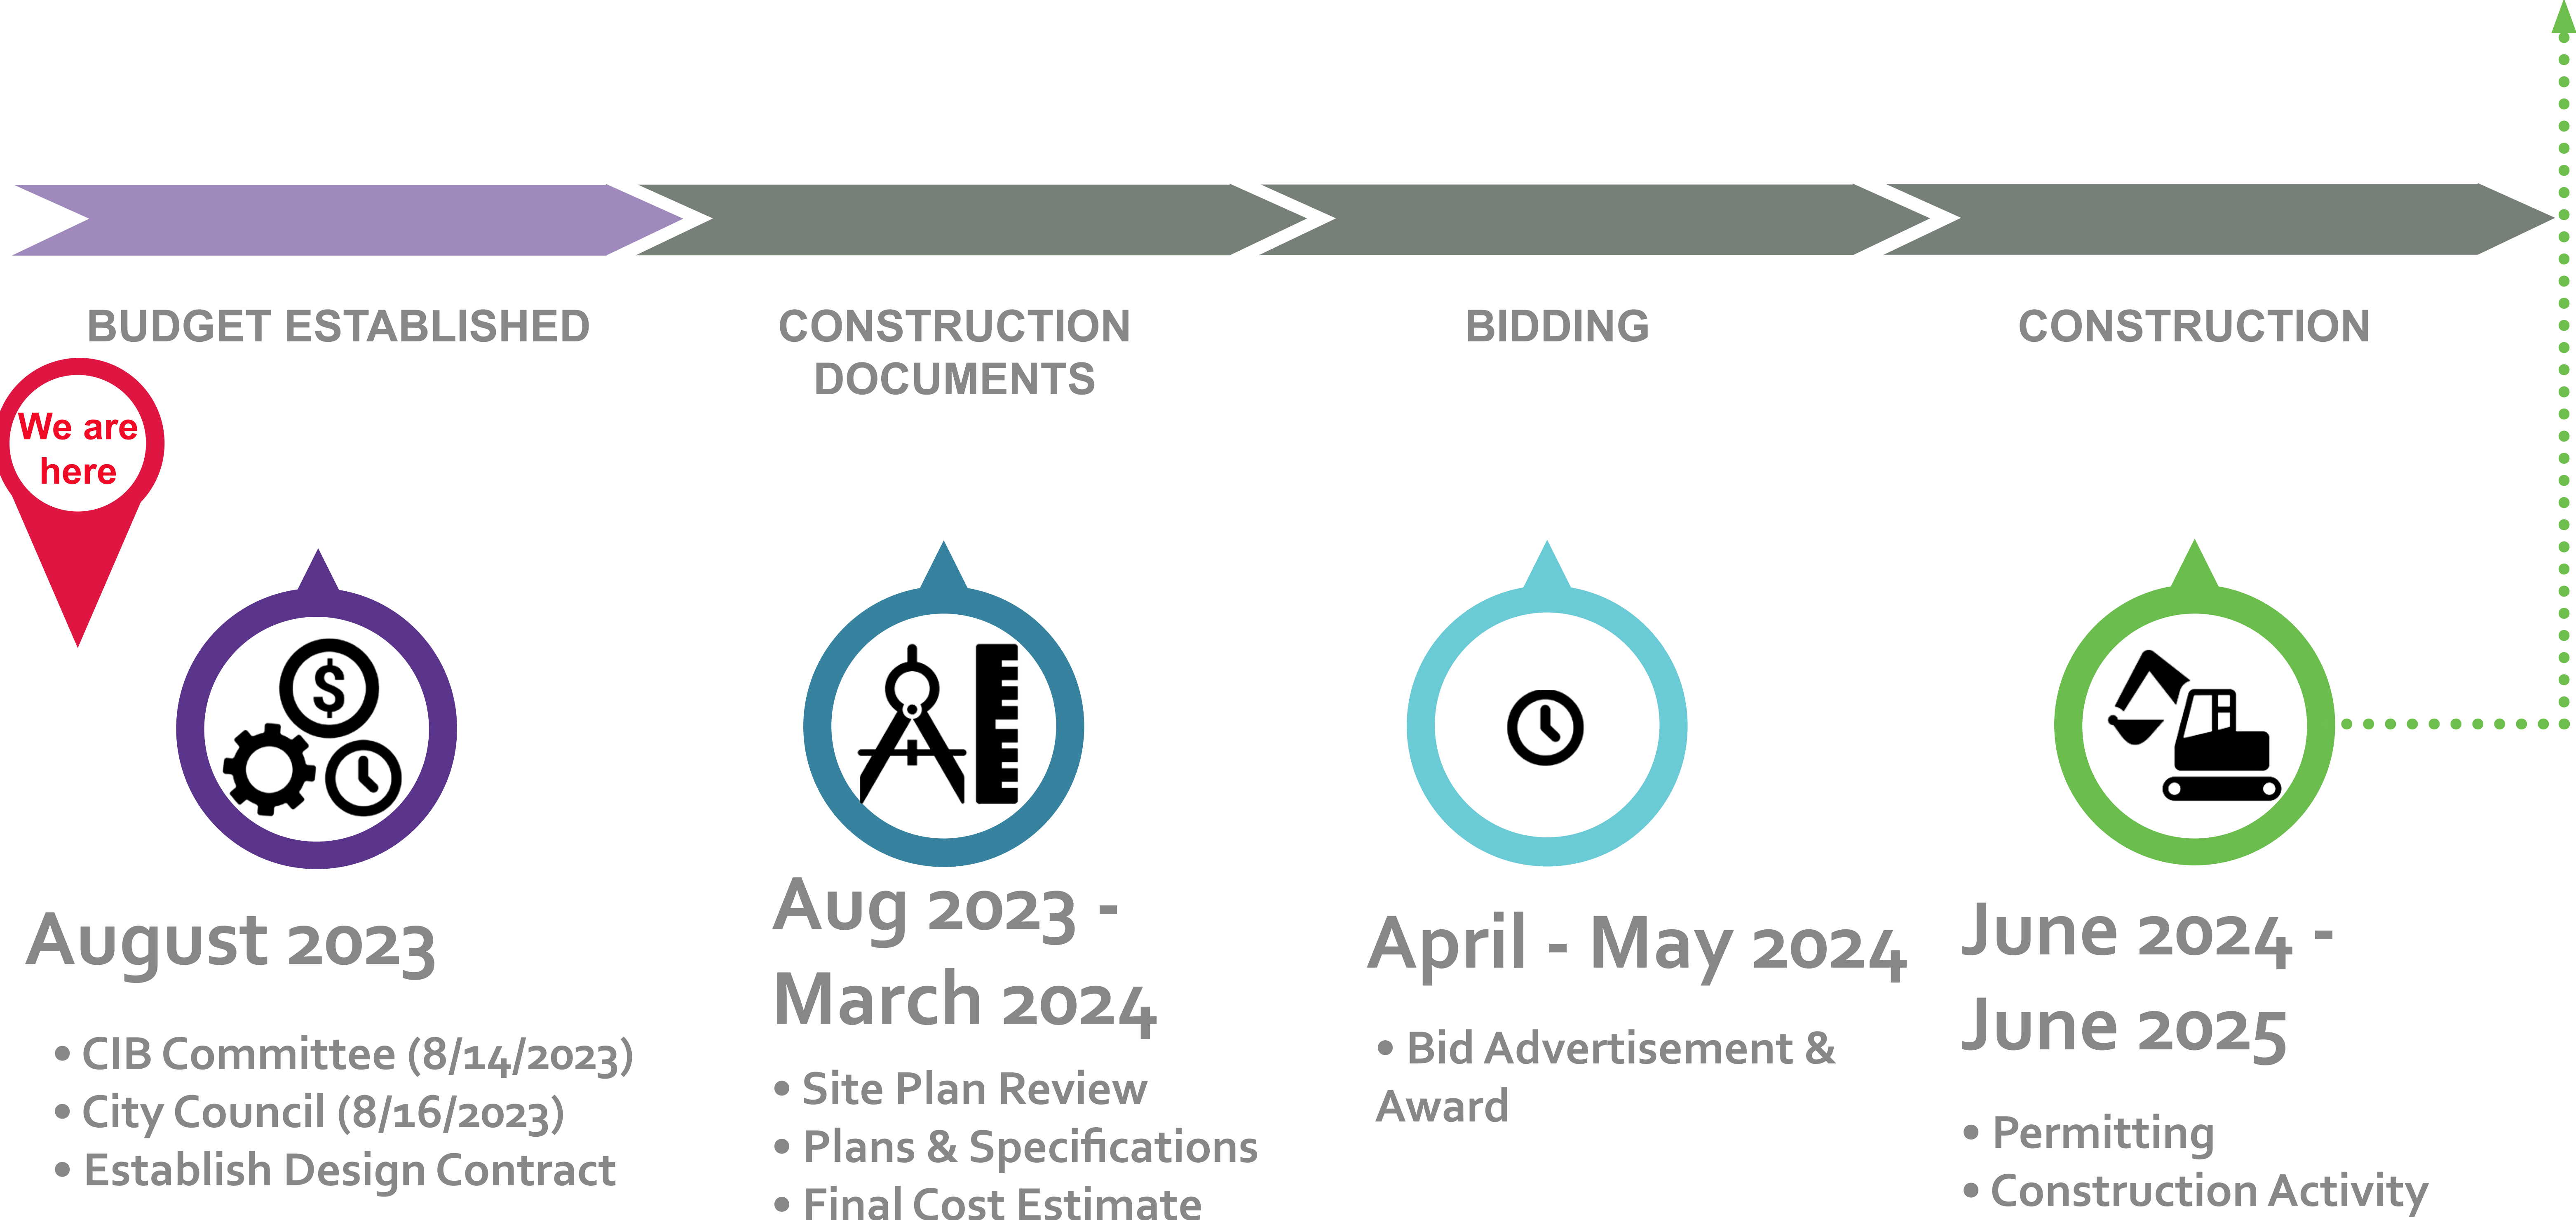 BUDGET ESTABLISHED
CONSTRUCTION
DOCUMENTS
BIDDING
CONSTRUCTION
We are
here
$
August 2023
• CIB Committee (8/14/2023)
• City Council (8/16/2023)
• Establish Design Contract
Aug 2023 -
March 2024
• Site Plan Review
• Plans & Specifications
• Final Cost Estimate
April - May 2024
• Bid Advertisement &
Award
June 2024 -
June 2025
• Permitting
• Construction Activity